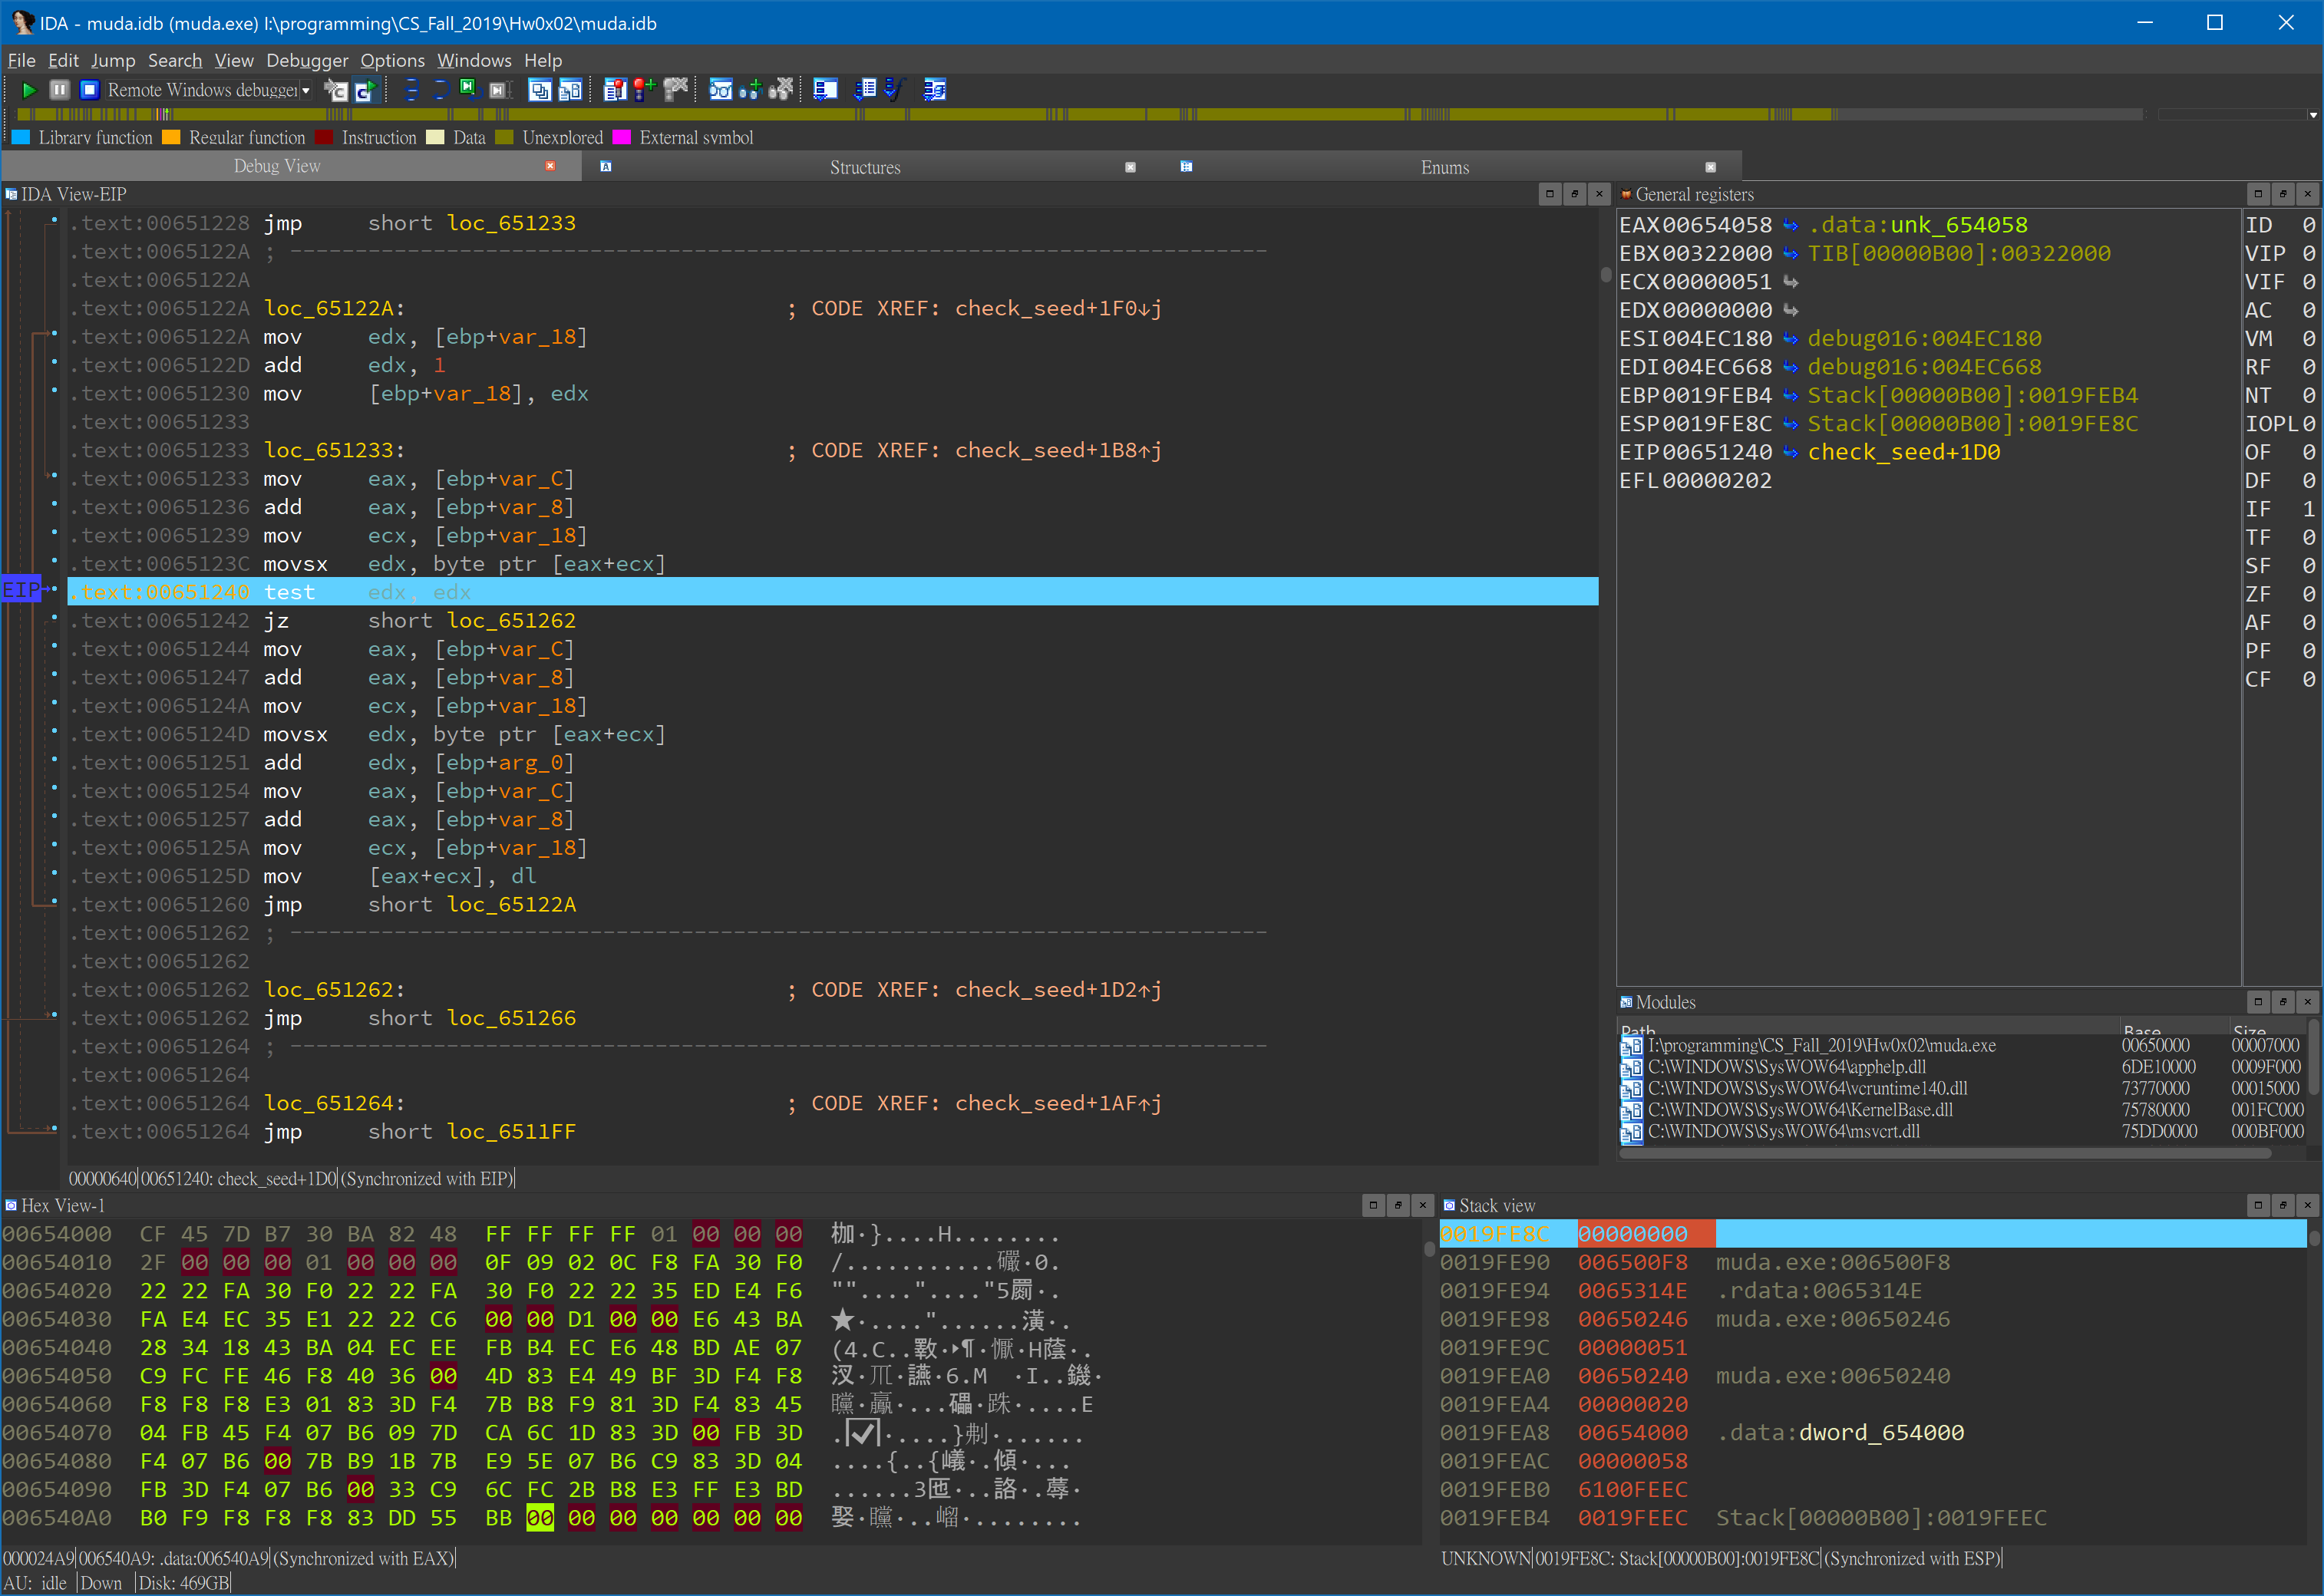 IDA - muda.idb (muda.exe) I:\programming\CS_Fall_2019\Hw0x02\muda.idb
File Edit Jump Search View Debugger Options Windows Help
Remote Windows debugger
Library function Regular function Instruction Data Unexplored External symbol
Debug View Structures Enums
IDA View-EIP
.text:00651228 jmp short loc_651233
.text:0065122A ; ---------------------------------------------------------------------------
.text:0065122A
.text:0065122A loc_65122A: ; CODE XREF: check_seed+1F0↓j
.text:0065122A mov edx, [ebp+var_18]
.text:0065122D add edx, 1
.text:00651230 mov [ebp+var_18], edx
.text:00651233
.text:00651233 loc_651233: ; CODE XREF: check_seed+1B8↑j
.text:00651233 mov eax, [ebp+var_C]
.text:00651236 add eax, [ebp+var_8]
.text:00651239 mov ecx, [ebp+var_18]
.text:0065123C movsx edx, byte ptr [eax+ecx]
EIP .text:00651240 test edx, edx
.text:00651242 jz short loc_651262
.text:00651244 mov eax, [ebp+var_C]
.text:00651247 add eax, [ebp+var_8]
.text:0065124A mov ecx, [ebp+var_18]
.text:0065124D movsx edx, byte ptr [eax+ecx]
.text:00651251 add edx, [ebp+arg_0]
.text:00651254 mov eax, [ebp+var_C]
.text:00651257 add eax, [ebp+var_8]
.text:0065125A mov ecx, [ebp+var_18]
.text:0065125D mov [eax+ecx], dl
.text:00651260 jmp short loc_65122A
.text:00651262 ; ---------------------------------------------------------------------------
.text:00651262
.text:00651262 loc_651262: ; CODE XREF: check_seed+1D2↑j
.text:00651262 jmp short loc_651266
.text:00651264 ; ---------------------------------------------------------------------------
.text:00651264
.text:00651264 loc_651264: ; CODE XREF: check_seed+1AF↑j
.text:00651264 jmp short loc_6511FF
00000640 00651240: check_seed+1D0 (Synchronized with EIP)
General registers
EAX 00654058 .data:unk_654058
EBX 00322000 TIB[00000B00]:00322000
ECX 00000051
EDX 00000000
ESI 004EC180 debug016:004EC180
EDI 004EC668 debug016:004EC668
EBP 0019FEB4 Stack[00000B00]:0019FEB4
ESP 0019FE8C Stack[00000B00]:0019FE8C
EIP 00651240 check_seed+1D0
EFL 00000202
ID 0
VIP 0
VIF 0
AC 0
VM 0
RF 0
NT 0
IOPL 0
OF 0
DF 0
IF 1
TF 0
SF 0
ZF 0
AF 0
PF 0
CF 0
Modules
Path Base Size
I:\programming\CS_Fall_2019\Hw0x02\muda.exe 00650000 00007000
C:\WINDOWS\SysWOW64\apphelp.dll 6DE10000 0009F000
C:\WINDOWS\SysWOW64\vcruntime140.dll 73770000 00015000
C:\WINDOWS\SysWOW64\KernelBase.dll 75780000 001FC000
C:\WINDOWS\SysWOW64\msvcrt.dll 75DD0000 000BF000
Hex View-1
00654000 CF 45 7D B7 30 BA 82 48 FF FF FF FF 01 00 00 00
00654010 2F 00 00 00 01 00 00 00 0F 09 02 0C F8 FA 30 F0
00654020 22 22 FA 30 F0 22 22 FA 30 F0 22 22 35 ED E4 F6
00654030 FA E4 EC 35 E1 22 22 C6 00 00 D1 00 00 E6 43 BA
00654040 28 34 18 43 BA 04 EC EE FB B4 EC E6 48 BD AE 07
00654050 C9 FC FE 46 F8 40 36 00 4D 83 E4 49 BF 3D F4 F8
00654060 F8 F8 F8 E3 01 83 3D F4 7B B8 F9 81 3D F4 83 45
00654070 04 FB 45 F4 07 B6 09 7D CA 6C 1D 83 3D 00 FB 3D
00654080 F4 07 B6 00 7B B9 1B 7B E9 5E 07 B6 C9 83 3D 04
00654090 FB 3D F4 07 B6 00 33 C9 6C FC 2B B8 E3 FF E3 BD
006540A0 B0 F9 F8 F8 F8 83 DD 55 BB 00 00 00 00 00 00 00
000024A9 006540A9: .data:006540A9 (Synchronized with EAX)
Stack view
0019FE8C 00000000
0019FE90 006500F8 muda.exe:006500F8
0019FE94 0065314E .rdata:0065314E
0019FE98 00650246 muda.exe:00650246
0019FE9C 00000051
0019FEA0 00650240 muda.exe:00650240
0019FEA4 00000020
0019FEA8 00654000 .data:dword_654000
0019FEAC 00000058
0019FEB0 6100FEEC
0019FEB4 0019FEEC Stack[00000B00]:0019FEEC
UNKNOWN 0019FE8C: Stack[00000B00]:0019FE8C (Synchronized with ESP)
AU: idle Down Disk: 469GB